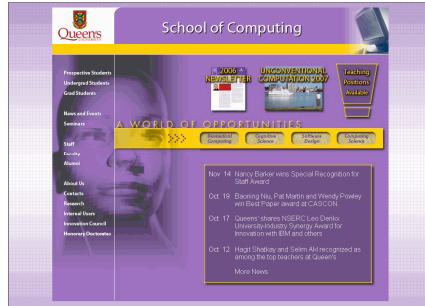 Queen's
UNIVERSITY
School of Computing
Prospective Students
Undergrad Students
Grad Students
News and Events
Seminars
Staff
Faculty
Alumni
About Us
Contacts
Research
Internal Users
Innovation Council
Honorary Doctorates
2006
NEWSLETTER
UNCONVENTIONAL
COMPUTATION 2007
Teaching
Positions
Available
A WORLD OF OPPORTUNITIES
>>>
Biomedical
Computing
Cognitive
Science
Software
Design
Computing
Science
Nov 14 Nancy Barker wins Special Recognition for
Staff Award
Oct 19 Baoning Niu, Pat Martin and Wendy Powley
win Best Paper award at CASCON.
Oct 17 Queens' shares NSERC Leo Derikx
University-Industry Synergy Award for
Innovation with IBM and others
Oct 12 Hagit Shatkay and Selim Akl recognized as
among the top teachers at Queen's
More News